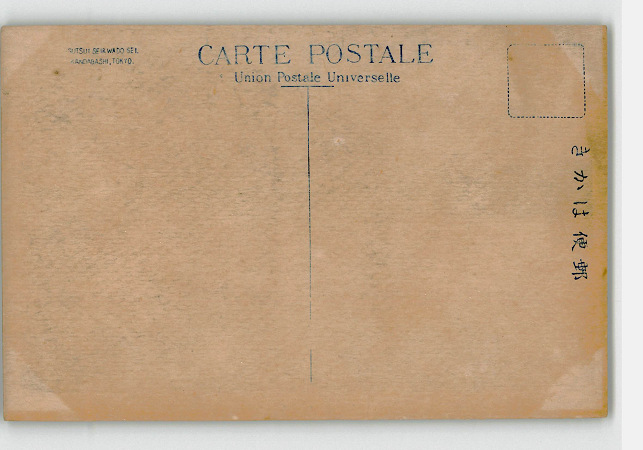 CARTE POSTALE
Union Postale Universelle
KANDABASHI, TOKYO.
きかは便郵